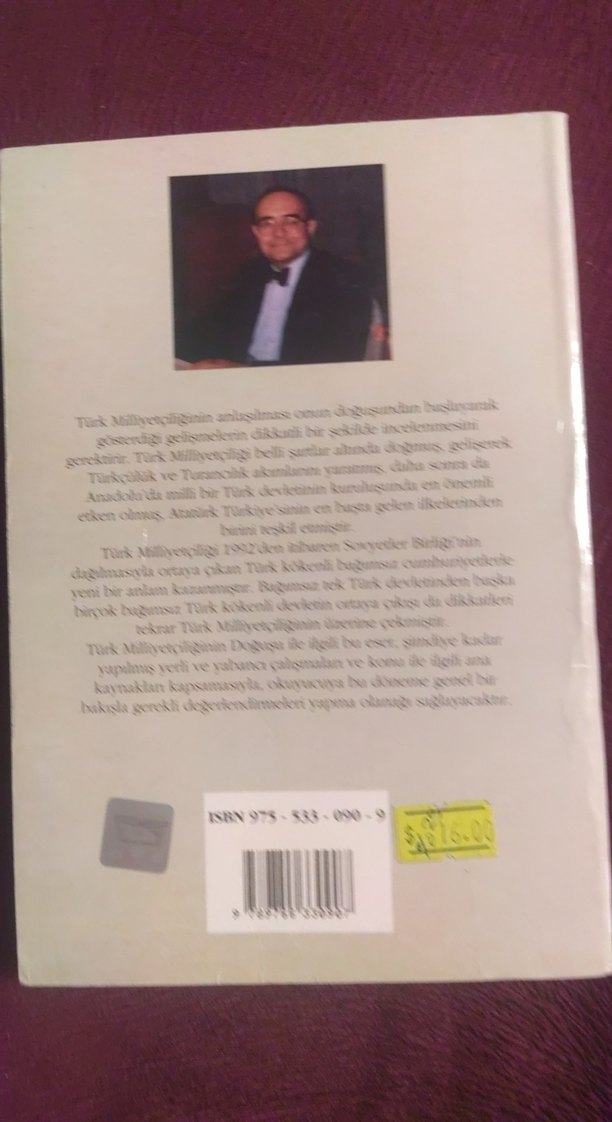 Türk Milliyetçiliğinin anlaşılması onun doğuşundan başlayarak
gösterdiği gelişmelerin dikkatli bir şekilde incelenmesini
gerektirir. Türk Milliyetçiliği belli şartlar altında doğmuş, gelişerek
Türkçülük ve Turancılık akımlarını yaratmış, daha sonra da
Anadolu'da milli bir Türk devletinin kuruluşunda en önemli
etken olmuş, Atatürk Türkiye'sinin en başta gelen ilkelerinden
birini teşkil etmiştir.
Türk Milliyetçiliği 1992'den itibaren Sovyetler Birliği'nin
dağılmasıyla ortaya çıkan Türk kökenli bağımsız cumhuriyetlerle
yeni bir anlam kazanmıştır. Bağımsız tek Türk devletinden başka
birçok bağımsız Türk kökenli devletin ortaya çıkışı da dikkatleri
tekrar Türk Milliyetçiliğinin üzerine çekmiştir.
Türk Milliyetçiliğinin Doğuşu ile ilgili bu eser, şimdiye kadar
yapılmış yerli ve yabancı çalışmaları ve konu ile ilgili ana
kaynakları kapsamasıyla, okuyucuya bu döneme genel bir
bakışla gerekli değerlendirmeleri yapma olanağı sağlayacaktır.
ISBN 975 - 533 - 090 - 9
16.00